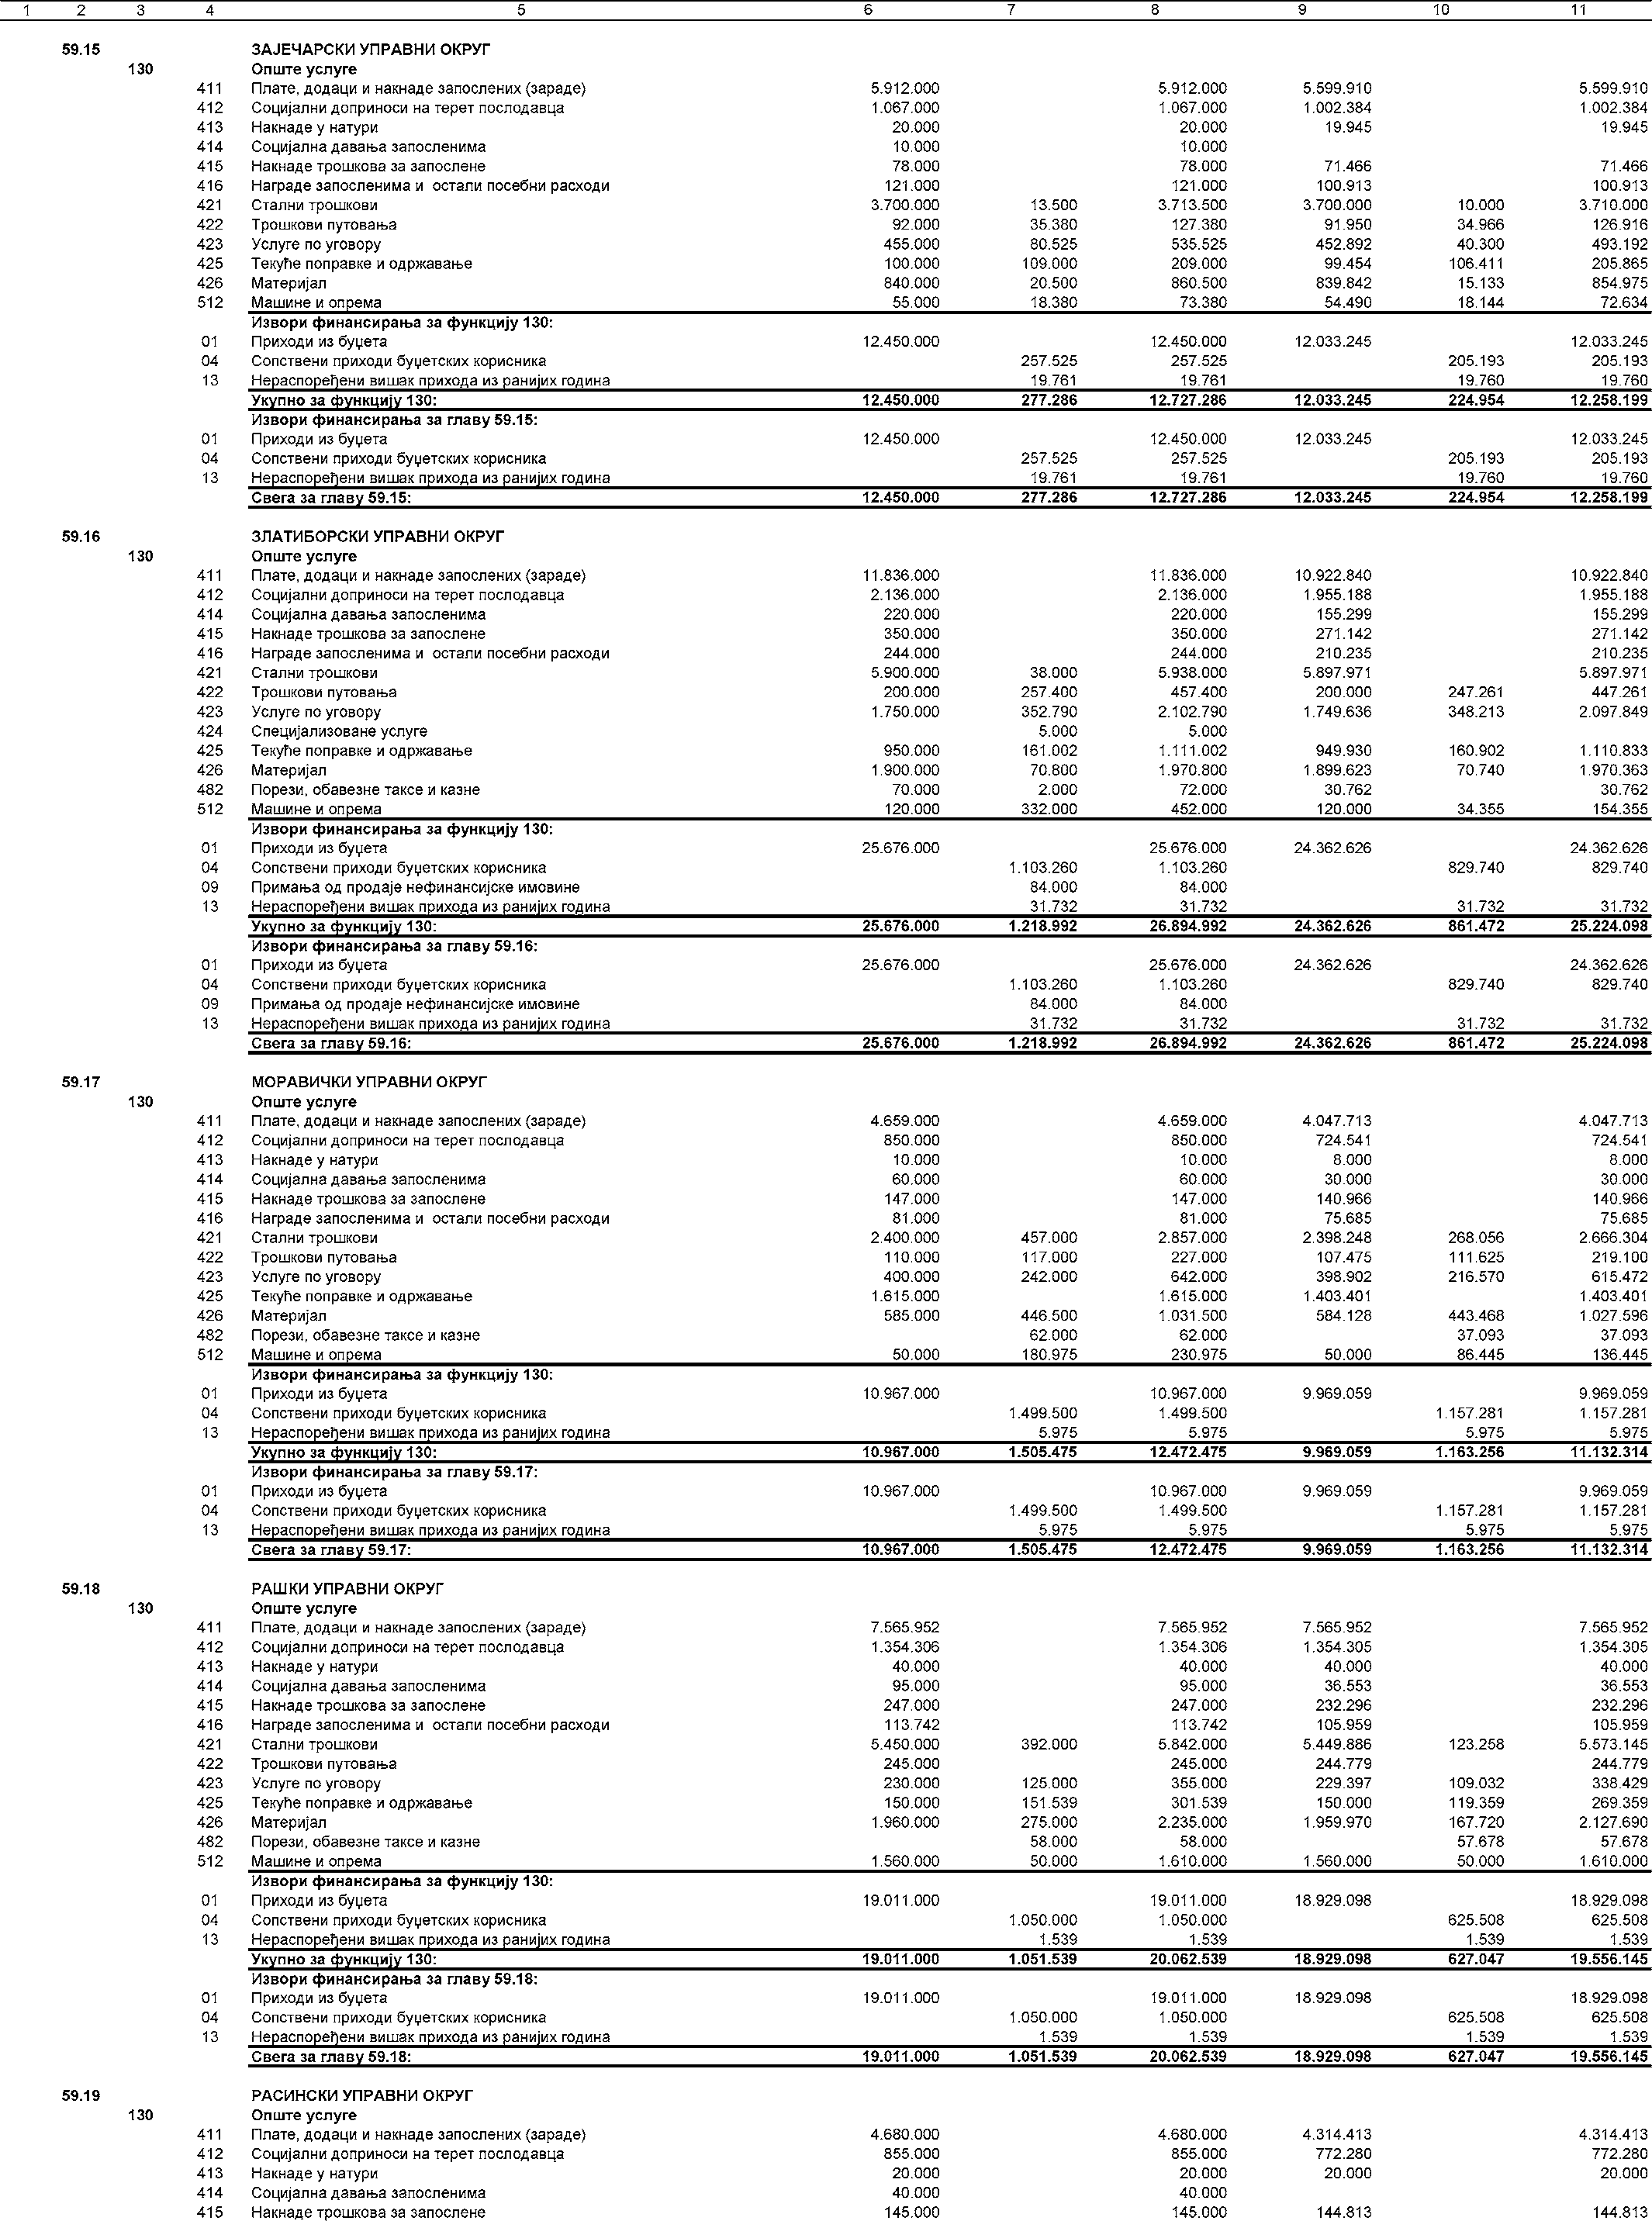 1 2 3 4 5 6 7 8 9 10 11
59.15 ЗАЈЕЧАРСКИ УПРАВНИ ОКРУГ
130 Опште услуге
411 Плате, додаци и накнаде запослених (зараде) 5.912.000 5.912.000 5.599.910 5.599.910
412 Социјални доприноси на терет послодавца 1.067.000 1.067.000 1.002.384 1.002.384
413 Накнаде у натури 20.000 20.000 19.945 19.945
414 Социјална давања запосленима 10.000 10.000
415 Накнаде трошкова за запослене 78.000 78.000 71.466 71.466
416 Награде запосленима и остали посебни расходи 121.000 121.000 100.913 100.913
421 Стални трошкови 3.700.000 13.500 3.713.500 3.700.000 10.000 3.710.000
422 Трошкови путовања 92.000 35.380 127.380 91.950 34.966 126.916
423 Услуге по уговору 455.000 80.525 535.525 452.892 40.300 493.192
425 Текуће поправке и одржавање 100.000 109.000 209.000 99.454 106.411 205.865
426 Материјал 840.000 20.500 860.500 839.842 15.133 854.975
512 Машине и опрема 55.000 18.380 73.380 54.490 18.144 72.634
Извори финансирања за функцију 130:
01 Приходи из буџета 12.450.000 12.450.000 12.033.245 12.033.245
04 Сопствени приходи буџетских корисника 257.525 257.525 205.193 205.193
13 Нераспоређени вишак прихода из ранијих година 19.761 19.761 19.760 19.760
Укупно за функцију 130: 12.450.000 277.286 12.727.286 12.033.245 224.954 12.258.199
Извори финансирања за главу 59.15:
01 Приходи из буџета 12.450.000 12.450.000 12.033.245 12.033.245
04 Сопствени приходи буџетских корисника 257.525 257.525 205.193 205.193
13 Нераспоређени вишак прихода из ранијих година 19.761 19.761 19.760 19.760
Свега за главу 59.15: 12.450.000 277.286 12.727.286 12.033.245 224.954 12.258.199
59.16 ЗЛАТИБОРСКИ УПРАВНИ ОКРУГ
130 Опште услуге
411 Плате, додаци и накнаде запослених (зараде) 11.836.000 11.836.000 10.922.840 10.922.840
412 Социјални доприноси на терет послодавца 2.136.000 2.136.000 1.955.188 1.955.188
414 Социјална давања запосленима 220.000 220.000 155.299 155.299
415 Накнаде трошкова за запослене 350.000 350.000 271.142 271.142
416 Награде запосленима и остали посебни расходи 244.000 244.000 210.235 210.235
421 Стални трошкови 5.900.000 38.000 5.938.000 5.897.971 5.897.971
422 Трошкови путовања 200.000 257.400 457.400 200.000 247.261 447.261
423 Услуге по уговору 1.750.000 352.790 2.102.790 1.749.636 348.213 2.097.849
424 Специјализоване услуге 5.000 5.000
425 Текуће поправке и одржавање 950.000 161.002 1.111.002 949.930 160.902 1.110.833
426 Материјал 1.900.000 70.800 1.970.800 1.899.623 70.740 1.970.363
482 Порези, обавезне таксе и казне 70.000 2.000 72.000 30.762 30.762
512 Машине и опрема 120.000 332.000 452.000 120.000 34.355 154.355
Извори финансирања за функцију 130:
01 Приходи из буџета 25.676.000 25.676.000 24.362.626 24.362.626
04 Сопствени приходи буџетских корисника 1.103.260 1.103.260 829.740 829.740
09 Примања од продаје нефинансијске имовине 84.000 84.000
13 Нераспоређени вишак прихода из ранијих година 31.732 31.732 31.732 31.732
Укупно за функцију 130: 25.676.000 1.218.992 26.894.992 24.362.626 861.472 25.224.098
Извори финансирања за главу 59.16:
01 Приходи из буџета 25.676.000 25.676.000 24.362.626 24.362.626
04 Сопствени приходи буџетских корисника 1.103.260 1.103.260 829.740 829.740
09 Примања од продаје нефинансијске имовине 84.000 84.000
13 Нераспоређени вишак прихода из ранијих година 31.732 31.732 31.732 31.732
Свега за главу 59.16: 25.676.000 1.218.992 26.894.992 24.362.626 861.472 25.224.098
59.17 МОРАВИЧКИ УПРАВНИ ОКРУГ
130 Опште услуге
411 Плате, додаци и накнаде запослених (зараде) 4.659.000 4.659.000 4.047.713 4.047.713
412 Социјални доприноси на терет послодавца 850.000 850.000 724.541 724.541
413 Накнаде у натури 10.000 10.000 8.000 8.000
414 Социјална давања запосленима 60.000 60.000 30.000 30.000
415 Накнаде трошкова за запослене 147.000 147.000 140.966 140.966
416 Награде запосленима и остали посебни расходи 81.000 81.000 75.685 75.685
421 Стални трошкови 2.400.000 457.000 2.857.000 2.398.248 268.056 2.666.304
422 Трошкови путовања 110.000 117.000 227.000 107.475 111.625 219.100
423 Услуге по уговору 400.000 242.000 642.000 398.902 216.570 615.472
425 Текуће поправке и одржавање 1.615.000 1.615.000 1.403.401 1.403.401
426 Материјал 585.000 446.500 1.031.500 584.128 443.468 1.027.596
482 Порези, обавезне таксе и казне 62.000 62.000 37.093 37.093
512 Машине и опрема 50.000 180.975 230.975 50.000 86.445 136.445
Извори финансирања за функцију 130:
01 Приходи из буџета 10.967.000 10.967.000 9.969.059 9.969.059
04 Сопствени приходи буџетских корисника 1.499.500 1.499.500 1.157.281 1.157.281
13 Нераспоређени вишак прихода из ранијих година 5.975 5.975 5.975 5.975
Укупно за функцију 130: 10.967.000 1.505.475 12.472.475 9.969.059 1.163.256 11.132.314
Извори финансирања за главу 59.17:
01 Приходи из буџета 10.967.000 10.967.000 9.969.059 9.969.059
04 Сопствени приходи буџетских корисника 1.499.500 1.499.500 1.157.281 1.157.281
13 Нераспоређени вишак прихода из ранијих година 5.975 5.975 5.975 5.975
Свега за главу 59.17: 10.967.000 1.505.475 12.472.475 9.969.059 1.163.256 11.132.314
59.18 РАШКИ УПРАВНИ ОКРУГ
130 Опште услуге
411 Плате, додаци и накнаде запослених (зараде) 7.565.952 7.565.952 7.565.952 7.565.952
412 Социјални доприноси на терет послодавца 1.354.306 1.354.306 1.354.305 1.354.305
413 Накнаде у натури 40.000 40.000 40.000 40.000
414 Социјална давања запосленима 95.000 95.000 36.553 36.553
415 Накнаде трошкова за запослене 247.000 247.000 232.296 232.296
416 Награде запосленима и остали посебни расходи 113.742 113.742 105.959 105.959
421 Стални трошкови 5.450.000 392.000 5.842.000 5.449.886 123.258 5.573.145
422 Трошкови путовања 245.000 245.000 244.779 244.779
423 Услуге по уговору 230.000 125.000 355.000 229.397 109.032 338.429
425 Текуће поправке и одржавање 150.000 151.539 301.539 150.000 119.359 269.359
426 Материјал 1.960.000 275.000 2.235.000 1.959.970 167.720 2.127.690
482 Порези, обавезне таксе и казне 58.000 58.000 57.678 57.678
512 Машине и опрема 1.560.000 50.000 1.610.000 1.560.000 50.000 1.610.000
Извори финансирања за функцију 130:
01 Приходи из буџета 19.011.000 19.011.000 18.929.098 18.929.098
04 Сопствени приходи буџетских корисника 1.050.000 1.050.000 625.508 625.508
13 Нераспоређени вишак прихода из ранијих година 1.539 1.539 1.539 1.539
Укупно за функцију 130: 19.011.000 1.051.539 20.062.539 18.929.098 627.047 19.556.145
Извори финансирања за главу 59.18:
01 Приходи из буџета 19.011.000 19.011.000 18.929.098 18.929.098
04 Сопствени приходи буџетских корисника 1.050.000 1.050.000 625.508 625.508
13 Нераспоређени вишак прихода из ранијих година 1.539 1.539 1.539 1.539
Свега за главу 59.18: 19.011.000 1.051.539 20.062.539 18.929.098 627.047 19.556.145
59.19 РАСИНСКИ УПРАВНИ ОКРУГ
130 Опште услуге
411 Плате, додаци и накнаде запослених (зараде) 4.680.000 4.680.000 4.314.413 4.314.413
412 Социјални доприноси на терет послодавца 855.000 855.000 772.280 772.280
413 Накнаде у натури 20.000 20.000 20.000 20.000
414 Социјална давања запосленима 40.000 40.000
415 Накнаде трошкова за запослене 145.000 145.000 144.813 144.813